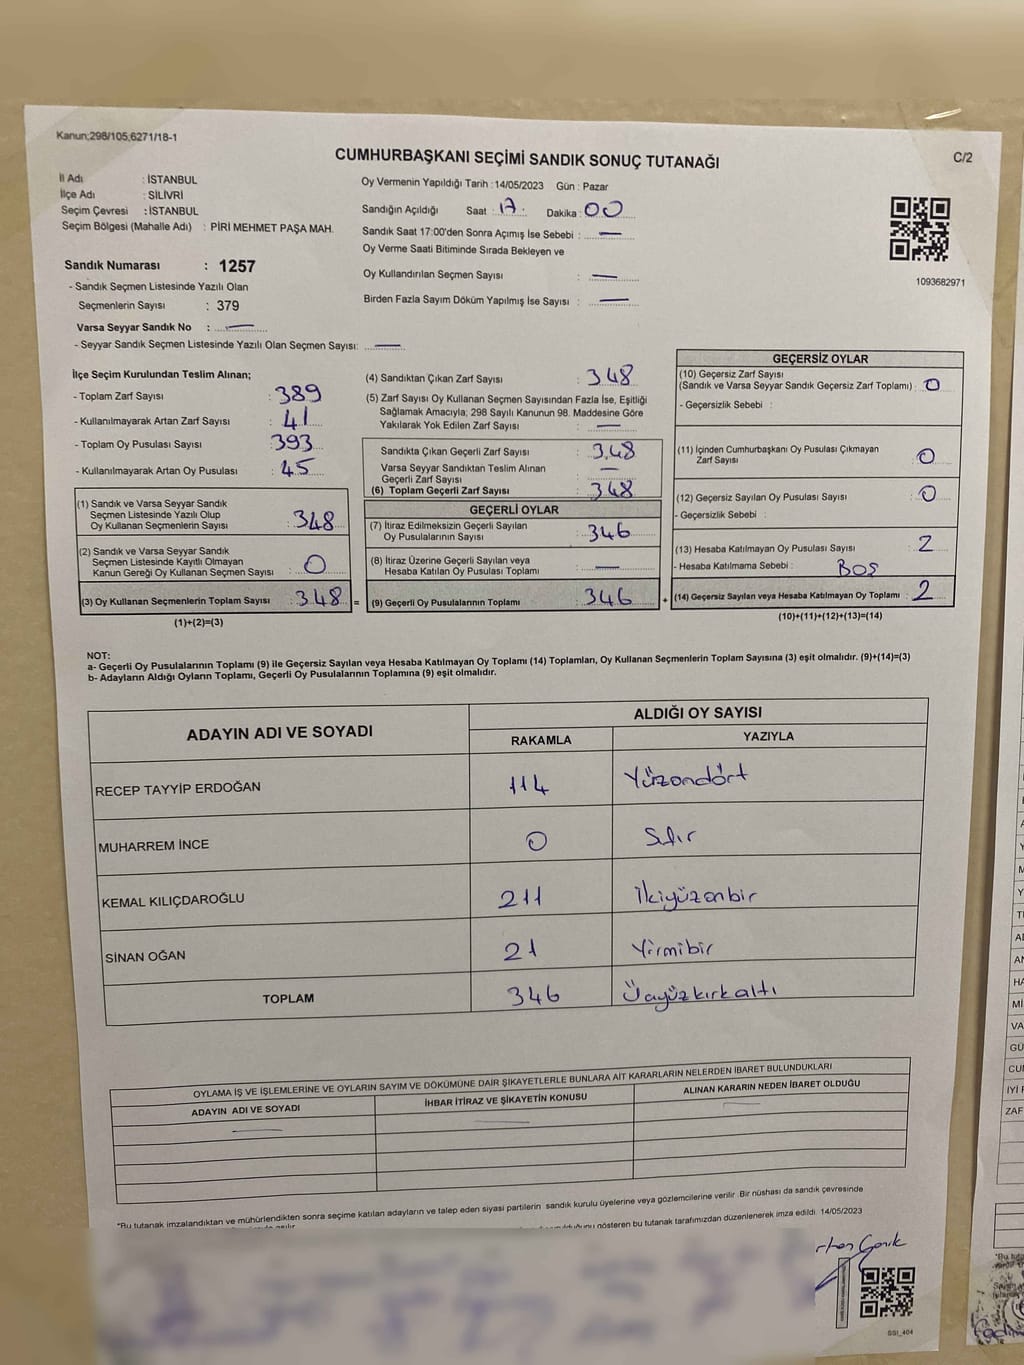 Kanun;298/105,6271/18-1
CUMHURBAŞKANI SEÇİMİ SANDIK SONUÇ TUTANAĞI
C/2
İl Adı : İSTANBUL
İlçe Adı : SİLİVRİ
Seçim Çevresi : İSTANBUL
Seçim Bölgesi (Mahalle Adı) : PİRİ MEHMET PAŞA MAH.
Oy Vermenin Yapıldığı Tarih : 14/05/2023 Gün : Pazar
Sandığın Açıldığı Saat : 17. Dakika : 00
Sandık Saat 17:00'den Sonra Açımış İse Sebebi : —
Oy Verme Saati Bitiminde Sırada Bekleyen ve
Oy Kullandırılan Seçmen Sayısı : —
Birden Fazla Sayım Döküm Yapılmış İse Sayısı : —
1093682971
Sandık Numarası : 1257
- Sandık Seçmen Listesinde Yazılı Olan
Seçmenlerin Sayısı : 379
Varsa Seyyar Sandık No : —
- Seyyar Sandık Seçmen Listesinde Yazılı Olan Seçmen Sayısı: —
İlçe Seçim Kurulundan Teslim Alınan;
- Toplam Zarf Sayısı : 389
- Kullanılmayarak Artan Zarf Sayısı : 41
- Toplam Oy Pusulası Sayısı : 393
- Kullanılmayarak Artan Oy Pusulası : 45
(1) Sandık ve Varsa Seyyar Sandık
Seçmen Listesinde Yazılı Olup
Oy Kullanan Seçmenlerin Sayısı : 348
(2) Sandık ve Varsa Seyyar Sandık
Seçmen Listesinde Kayıtlı Olmayan
Kanun Gereği Oy Kullanan Seçmen Sayısı : 0
(3) Oy Kullanan Seçmenlerin Toplam Sayısı : 348 =
(1)+(2)=(3)
(4) Sandıktan Çıkan Zarf Sayısı : 348
(5) Zarf Sayısı Oy Kullanan Seçmen Sayısından Fazla İse, Eşitliği
Sağlamak Amacıyla; 298 Sayılı Kanunun 98. Maddesine Göre
Yakılarak Yok Edilen Zarf Sayısı : —
Sandıkta Çıkan Geçerli Zarf Sayısı : 348
Varsa Seyyar Sandıktan Teslim Alınan
Geçerli Zarf Sayısı : —
(6) Toplam Geçerli Zarf Sayısı : 348
GEÇERLİ OYLAR
(7) İtiraz Edilmeksizin Geçerli Sayılan
Oy Pusulalarının Sayısı : 346
(8) İtiraz Üzerine Geçerli Sayılan veya
Hesaba Katılan Oy Pusulası Toplamı : —
(9) Geçerli Oy Pusulalarının Toplamı : 346 +
GEÇERSİZ OYLAR
(10) Geçersiz Zarf Sayısı
(Sandık ve Varsa Seyyar Sandık Geçersiz Zarf Toplamı) : 0
- Geçersizlik Sebebi :
(11) İçinden Cumhurbaşkanı Oy Pusulası Çıkmayan
Zarf Sayısı : 0
(12) Geçersiz Sayılan Oy Pusulası Sayısı : 0
- Geçersizlik Sebebi :
(13) Hesaba Katılmayan Oy Pusulası Sayısı : 2
- Hesaba Katılmama Sebebi : BOŞ
(14) Geçersiz Sayılan veya Hesaba Katılmayan Oy Toplamı : 2
(10)+(11)+(12)+(13)=(14)
NOT:
a- Geçerli Oy Pusulalarının Toplamı (9) ile Geçersiz Sayılan veya Hesaba Katılmayan Oy Toplamı (14) Toplamları, Oy Kullanan Seçmenlerin Toplam Sayısına (3) eşit olmalıdır. (9)+(14)=(3)
b- Adayların Aldığı Oyların Toplamı, Geçerli Oy Pusulalarının Toplamına (9) eşit olmalıdır.
ADAYIN ADI VE SOYADI
ALDIĞI OY SAYISI
RAKAMLA YAZIYLA
RECEP TAYYİP ERDOĞAN 114 Yüzondört
MUHARREM İNCE 0 Sıfır
KEMAL KILIÇDAROĞLU 211 İkiyüzonbir
SİNAN OĞAN 21 Yirmibir
TOPLAM 346 Üçyüzkırkaltı
OYLAMA İŞ VE İŞLEMLERİNE VE OYLARIN SAYIM VE DÖKÜMÜNE DAİR ŞİKAYETLERLE BUNLARA AİT KARARLARIN NELERDEN İBARET BULUNDUKLARI
ADAYIN ADI VE SOYADI İHBAR İTİRAZ VE ŞİKAYETİN KONUSU ALINAN KARARIN NEDEN İBARET OLDUĞU
— — —
*Bu tutanak imzalandıktan ve mühürlendikten sonra seçime katılan adayların ve talep eden siyasi partilerin sandık kurulu üyelerine veya gözlemcilerine verilir. Bir nüshası da sandık çevresinde
gösteren bu tutanak tarafımızdan düzenlenerek imza edildi. 14/05/2023
SSI_404